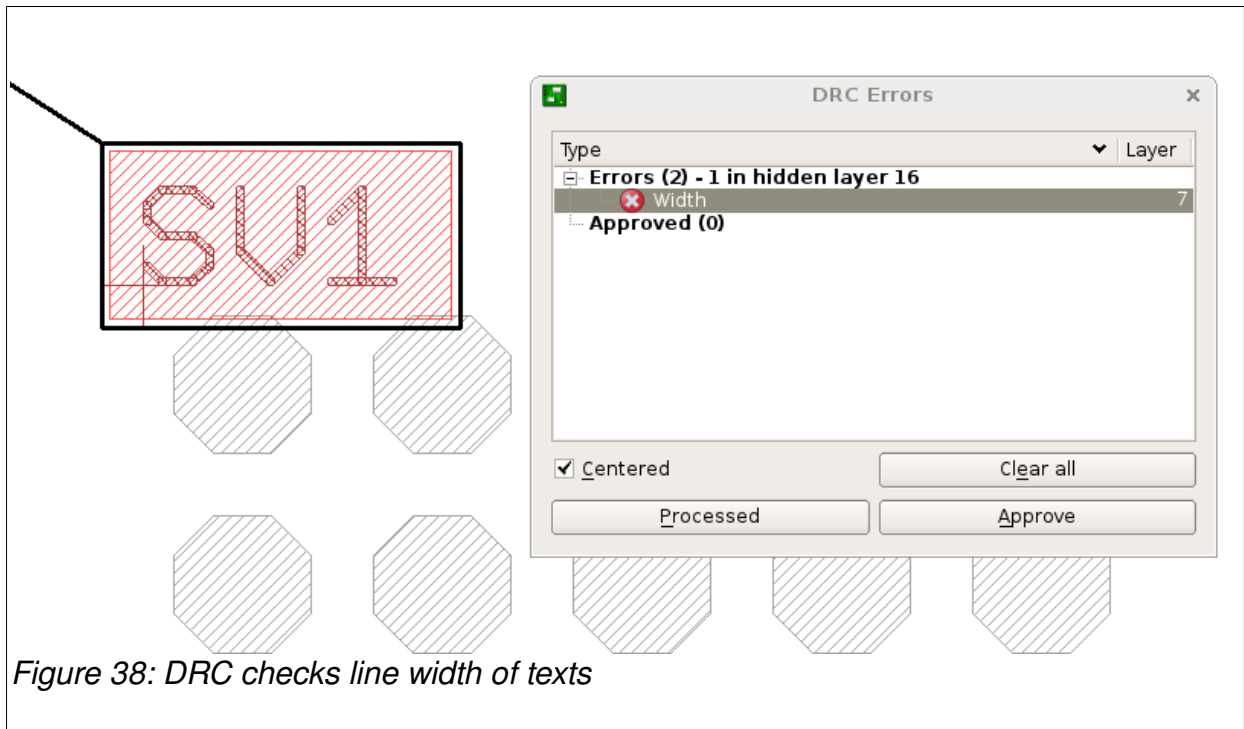 DRC Errors
Type Layer
Errors (2) - 1 in hidden layer 16
Width 7
Approved (0)
SV1
Centered
Clear all
Processed
Approve
Figure 38: DRC checks line width of texts